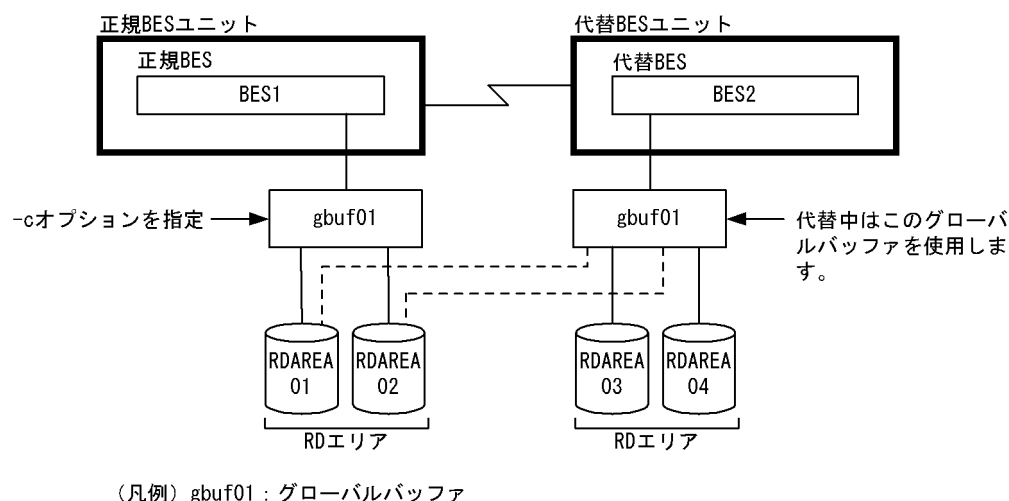 正規BESユニット
代替BESユニット
正規BES
代替BES
BES1
BES2
-cオプションを指定
gbuf01
gbuf01
代替中はこのグローバ
ルバッファを使用しま
す。
RDAREA
01
RDAREA
02
RDAREA
03
RDAREA
04
RDエリア
RDエリア
（凡例）gbuf01：グローバルバッファ